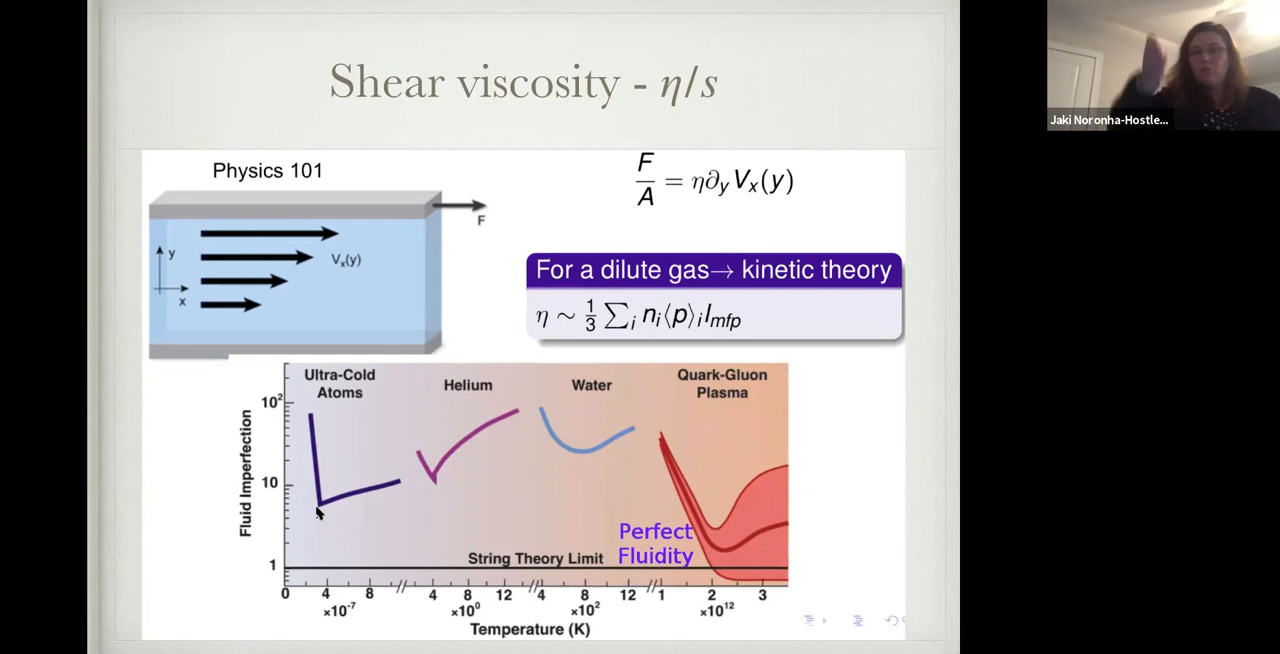 Shear viscosity - η/s
Physics 101
F/A = η∂yVx(y)
F
y
Vx(y)
x
For a dilute gas→ kinetic theory
η ∼ 1/3 ∑i ni⟨p⟩i lmfp
Ultra-Cold
Atoms
Helium
Water
Quark-Gluon
Plasma
Fluid Imperfection
10²
10
1
Perfect
Fluidity
String Theory Limit
0 4 8 // 4 8 12 // 4 8 12 // 1 2 3
×10⁻⁷ ×10⁰ ×10² ×10¹²
Temperature (K)
Jaki Noronha-Hostle...